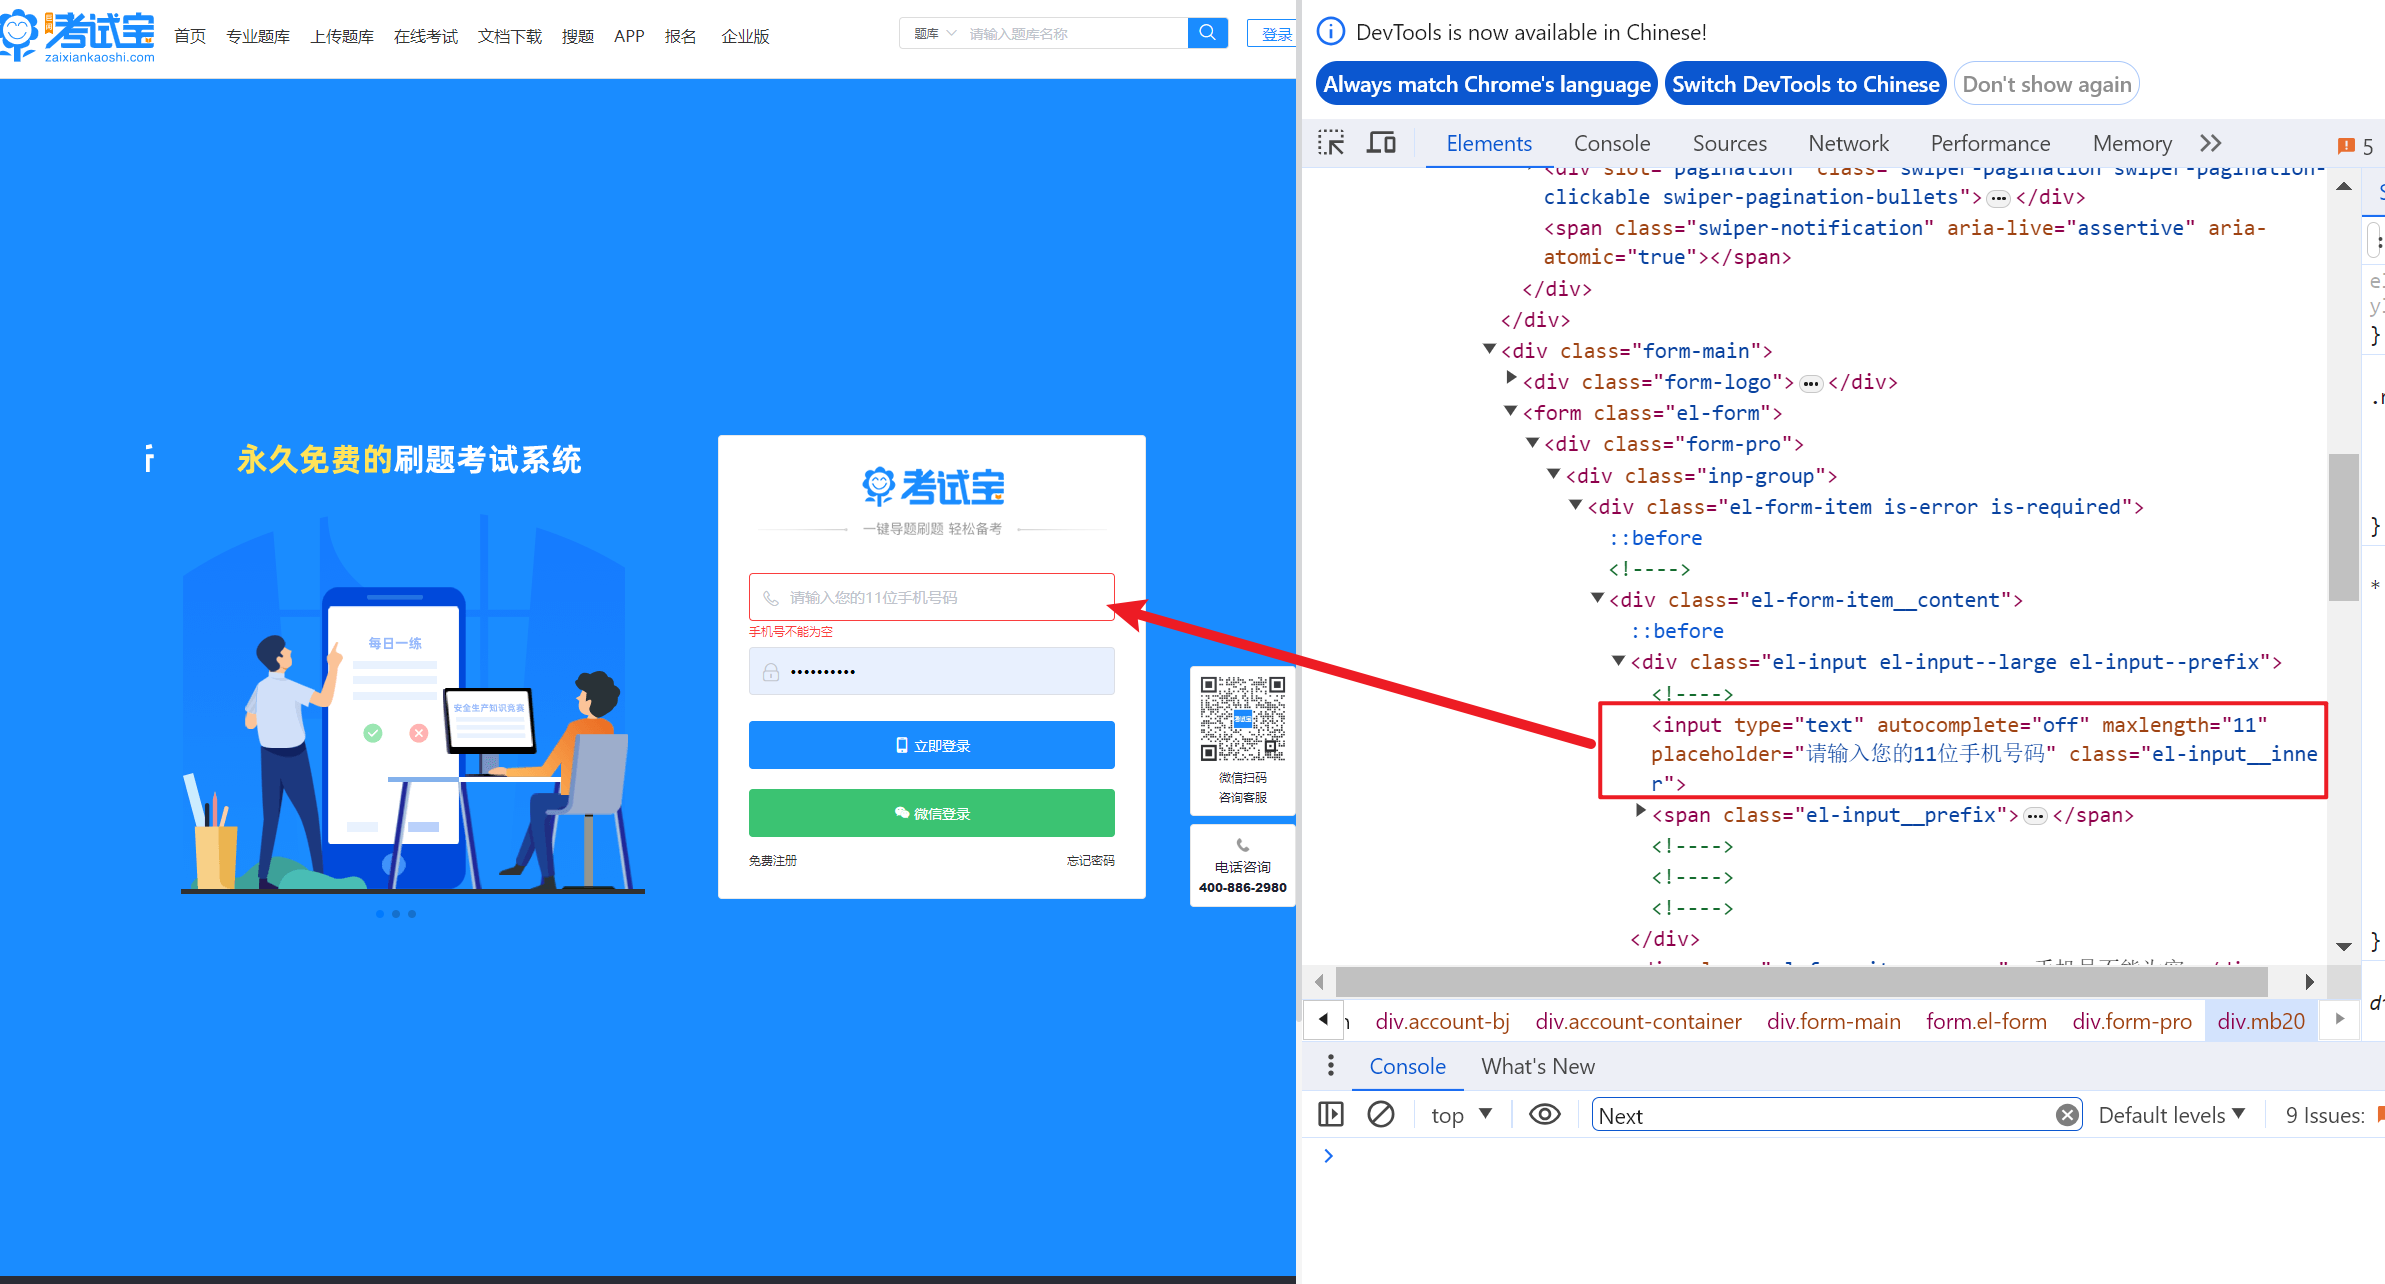 考试宝
zaixiankaoshi.com
首页 专业题库 上传题库 在线考试 文档下载 搜题 APP 报名 企业版
题库 请输入题库名称
登录
永久免费的刷题考试系统
每日一练
安全生产知识竞赛
考试宝
一键导题刷题 轻松备考
请输入您的11位手机号码
手机号不能为空
••••••••••
立即登录
微信登录
免费注册 忘记密码
微信扫码
咨询客服
电话咨询
400-886-2980
DevTools is now available in Chinese!
Always match Chrome's language Switch DevTools to Chinese Don't show again
Elements Console Sources Network Performance Memory 5
<div slot="pagination" class="swiper-pagination swiper-pagination-
clickable swiper-pagination-bullets">…</div>
<span class="swiper-notification" aria-live="assertive" aria-
atomic="true"></span>
</div>
</div>
<div class="form-main">
<div class="form-logo">…</div>
<form class="el-form">
<div class="form-pro">
<div class="inp-group">
<div class="el-form-item is-error is-required">
::before
<!---->
<div class="el-form-item__content">
::before
<div class="el-input el-input--large el-input--prefix">
<!---->
<input type="text" autocomplete="off" maxlength="11"
placeholder="请输入您的11位手机号码" class="el-input__inne
r">
<span class="el-input__prefix">…</span>
<!---->
<!---->
<!---->
</div>
div.account-bj div.account-container div.form-main form.el-form div.form-pro div.mb20
Console What's New
top Next Default levels 9 Issues: